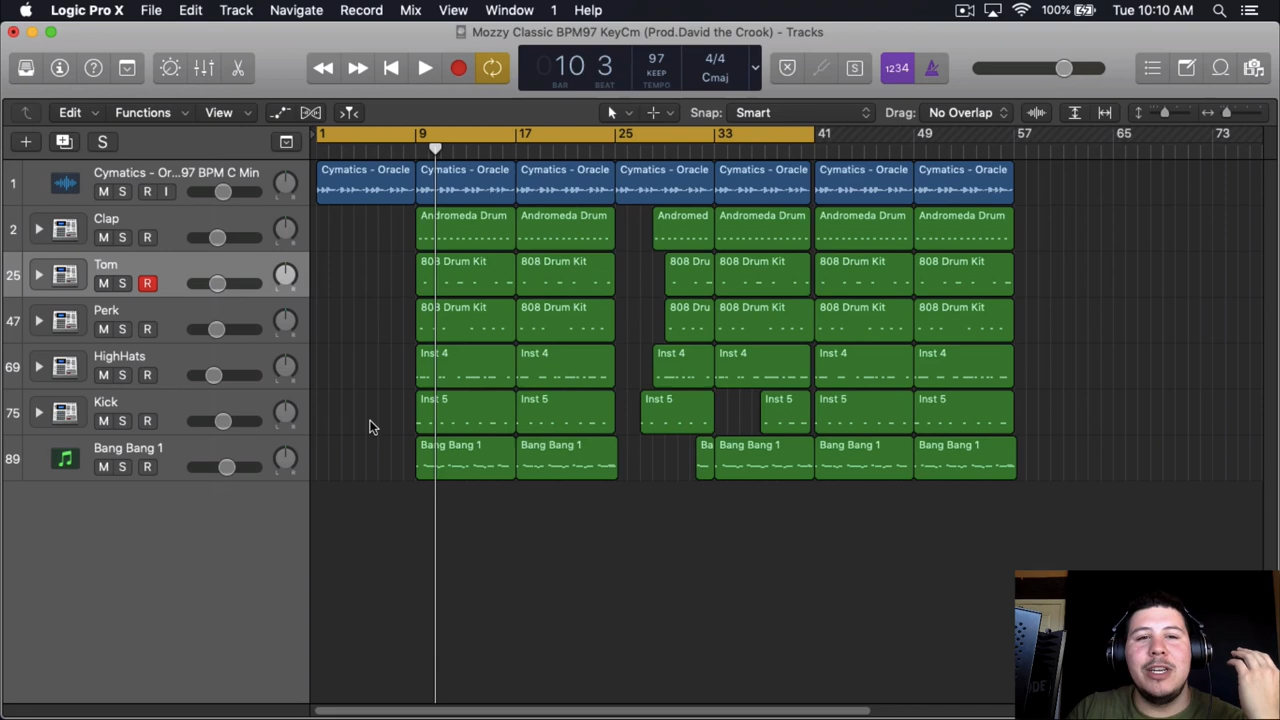 Logic Pro X File Edit Track Navigate Record Mix View Window 1 Help 100% Tue 10:10 AM
Mozzy Classic BPM97 KeyCm (Prod.David the Crook) - Tracks
10 3 97 4/4 1234
KEEP Cmaj
BAR BEAT TEMPO
Edit Functions View Snap: Smart Drag: No Overlap
S 1 9 17 25 33 41 49 57 65 73
1 Cymatics - Or...97 BPM C Min Cymatics - Oracle Cymatics - Oracle Cymatics - Oracle Cymatics - Oracle Cymatics - Oracle Cymatics - Oracle Cymatics - Oracle
M S R I
2 Clap Andromeda Drum Andromeda Drum Andromed Andromeda Drum Andromeda Drum Andromeda Drum
M S R
25 Tom 808 Drum Kit 808 Drum Kit 808 Dru 808 Drum Kit 808 Drum Kit 808 Drum Kit
M S R
47 Perk 808 Drum Kit 808 Drum Kit 808 Dru 808 Drum Kit 808 Drum Kit 808 Drum Kit
M S R
69 HighHats Inst 4 Inst 4 Inst 4 Inst 4 Inst 4 Inst 4
M S R
75 Kick Inst 5 Inst 5 Inst 5 Inst 5 Inst 5 Inst 5
M S R
89 Bang Bang 1 Bang Bang 1 Bang Bang 1 Ba Bang Bang 1 Bang Bang 1 Bang Bang 1
M S R